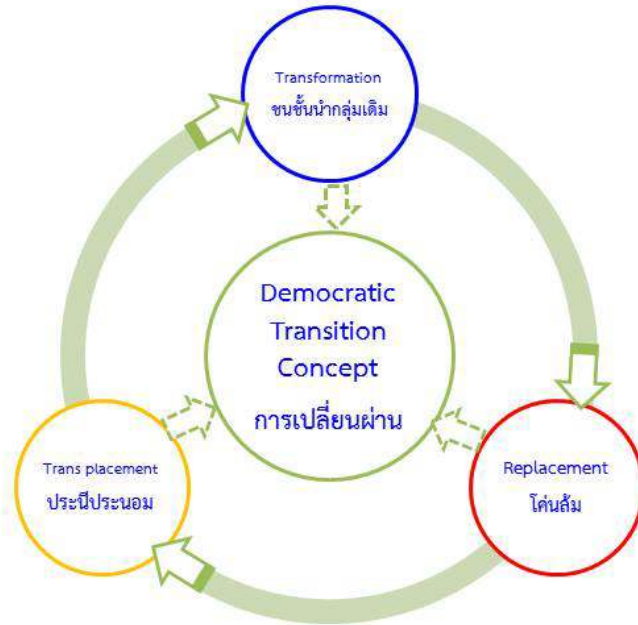 Transformation
ชนชั้นนำกลุ่มเดิม
Democratic
Transition
Concept
การเปลี่ยนผ่าน
Trans placement
ประนีประนอม
Replacement
โค่นล้ม